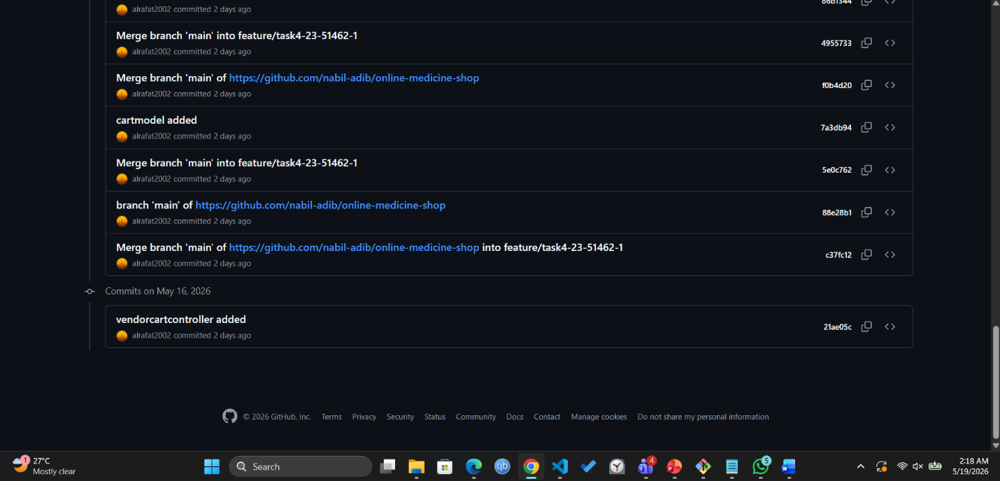 alrafat2002 committed 2 days ago
86b1344
Merge branch 'main' into feature/task4-23-51462-1
alrafat2002 committed 2 days ago
4955733
Merge branch 'main' of https://github.com/nabil-adib/online-medicine-shop
alrafat2002 committed 2 days ago
f0b4d20
cartmodel added
alrafat2002 committed 2 days ago
7a3db94
Merge branch 'main' into feature/task4-23-51462-1
alrafat2002 committed 2 days ago
5e0c762
branch 'main' of https://github.com/nabil-adib/online-medicine-shop
alrafat2002 committed 2 days ago
88e28b1
Merge branch 'main' of https://github.com/nabil-adib/online-medicine-shop into feature/task4-23-51462-1
alrafat2002 committed 2 days ago
c37fc12
Commits on May 16, 2026
vendorcartcontroller added
alrafat2002 committed 2 days ago
21ae05c
© 2026 GitHub, Inc. Terms Privacy Security Status Community Docs Contact Manage cookies Do not share my personal information
1
27°C
Mostly clear
Search
qb
4
P
5
W
2:18 AM
5/19/2026